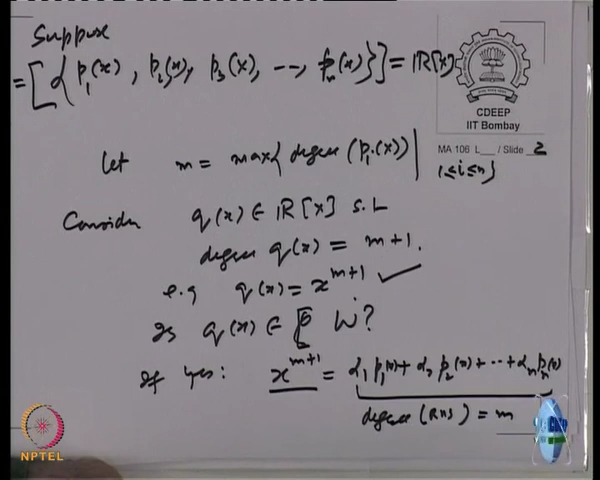 Suppose
= [ { p₁(x), p₂(x), p₃(x), --, pₙ(x) } ] = ℝ[x]
CDEEP
IIT Bombay
MA 106 L___ / Slide 2
Let m = max { degree (pᵢ(x)) | 1≤i≤n }
Consider q(x) ∈ ℝ[x] s.t
degree q(x) = m+1.
e.g q(x) = x^{m+1} ✓
Is q(x) ∈ W?
If yes: x^{m+1} = α₁ p₁(x) + α₂ p₂(x) + ··· + αₙ pₙ(x)
degree (RHS) = m
NPTEL